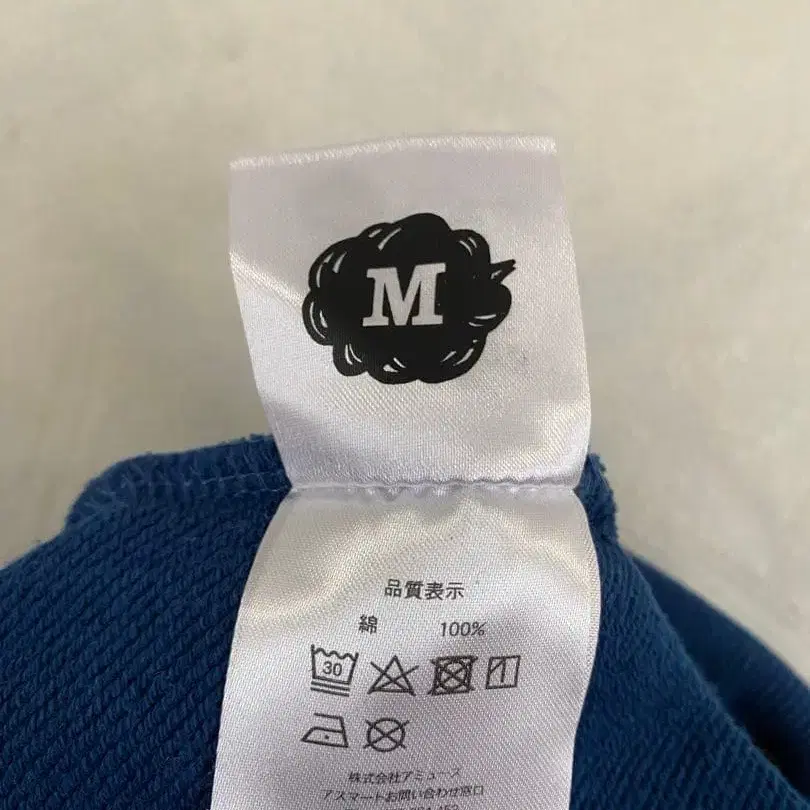 M
品質表示
綿 100%
30
株式会社アミューズ
アスマートお問い合わせ窓口